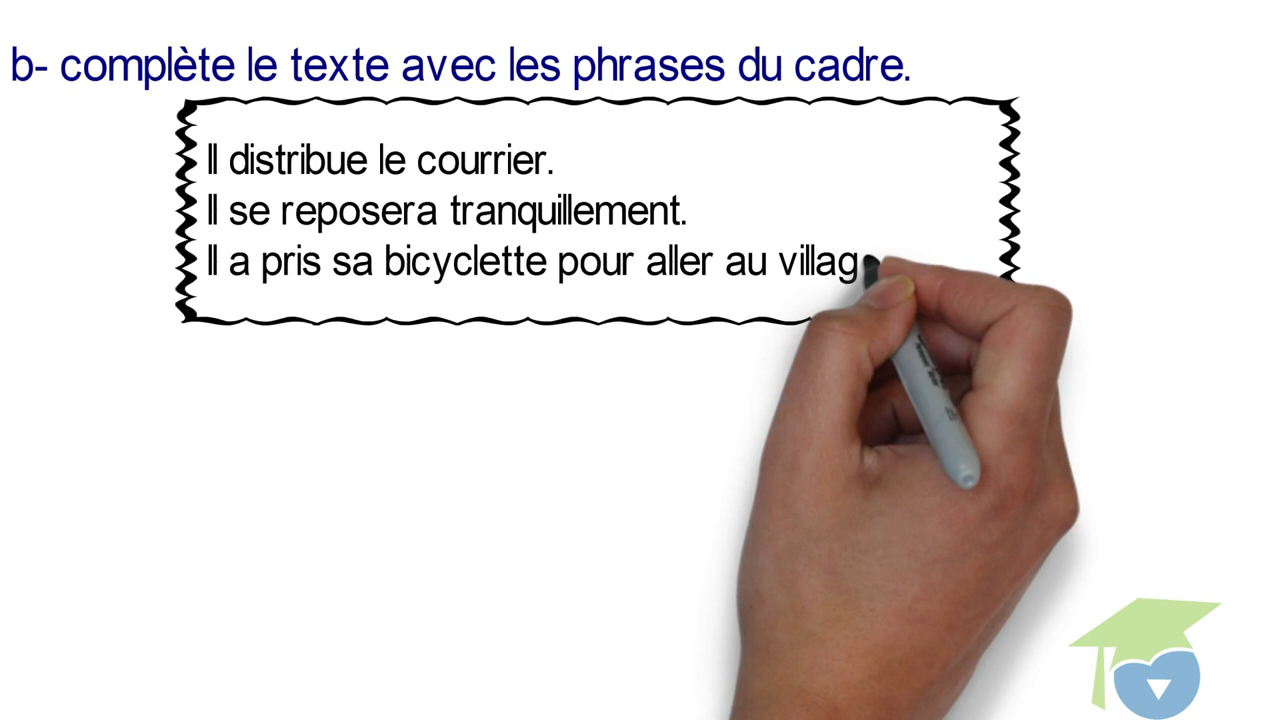 b- complète le texte avec les phrases du cadre.
Il distribue le courrier.
Il se reposera tranquillement.
Il a pris sa bicyclette pour aller au villag